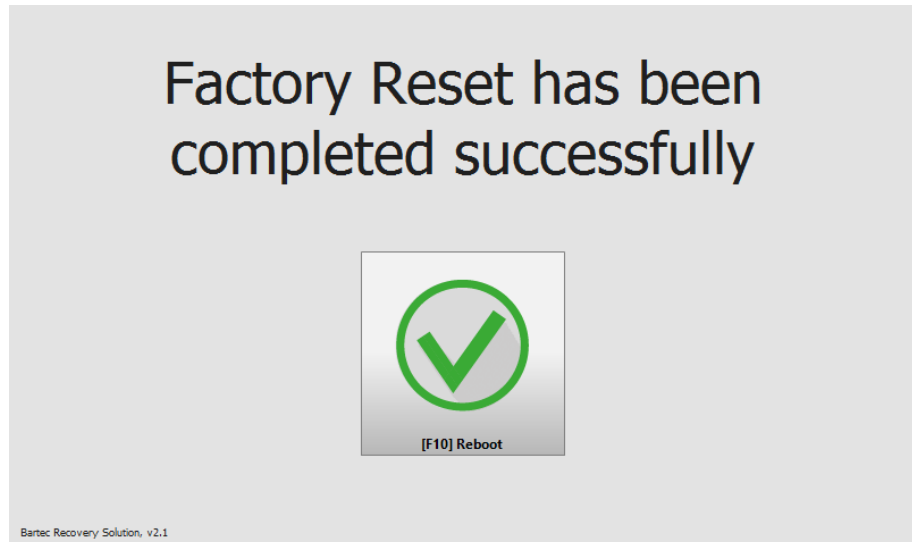 Factory Reset has been
completed successfully
[F10] Reboot
Bartec Recovery Solution, v2.1